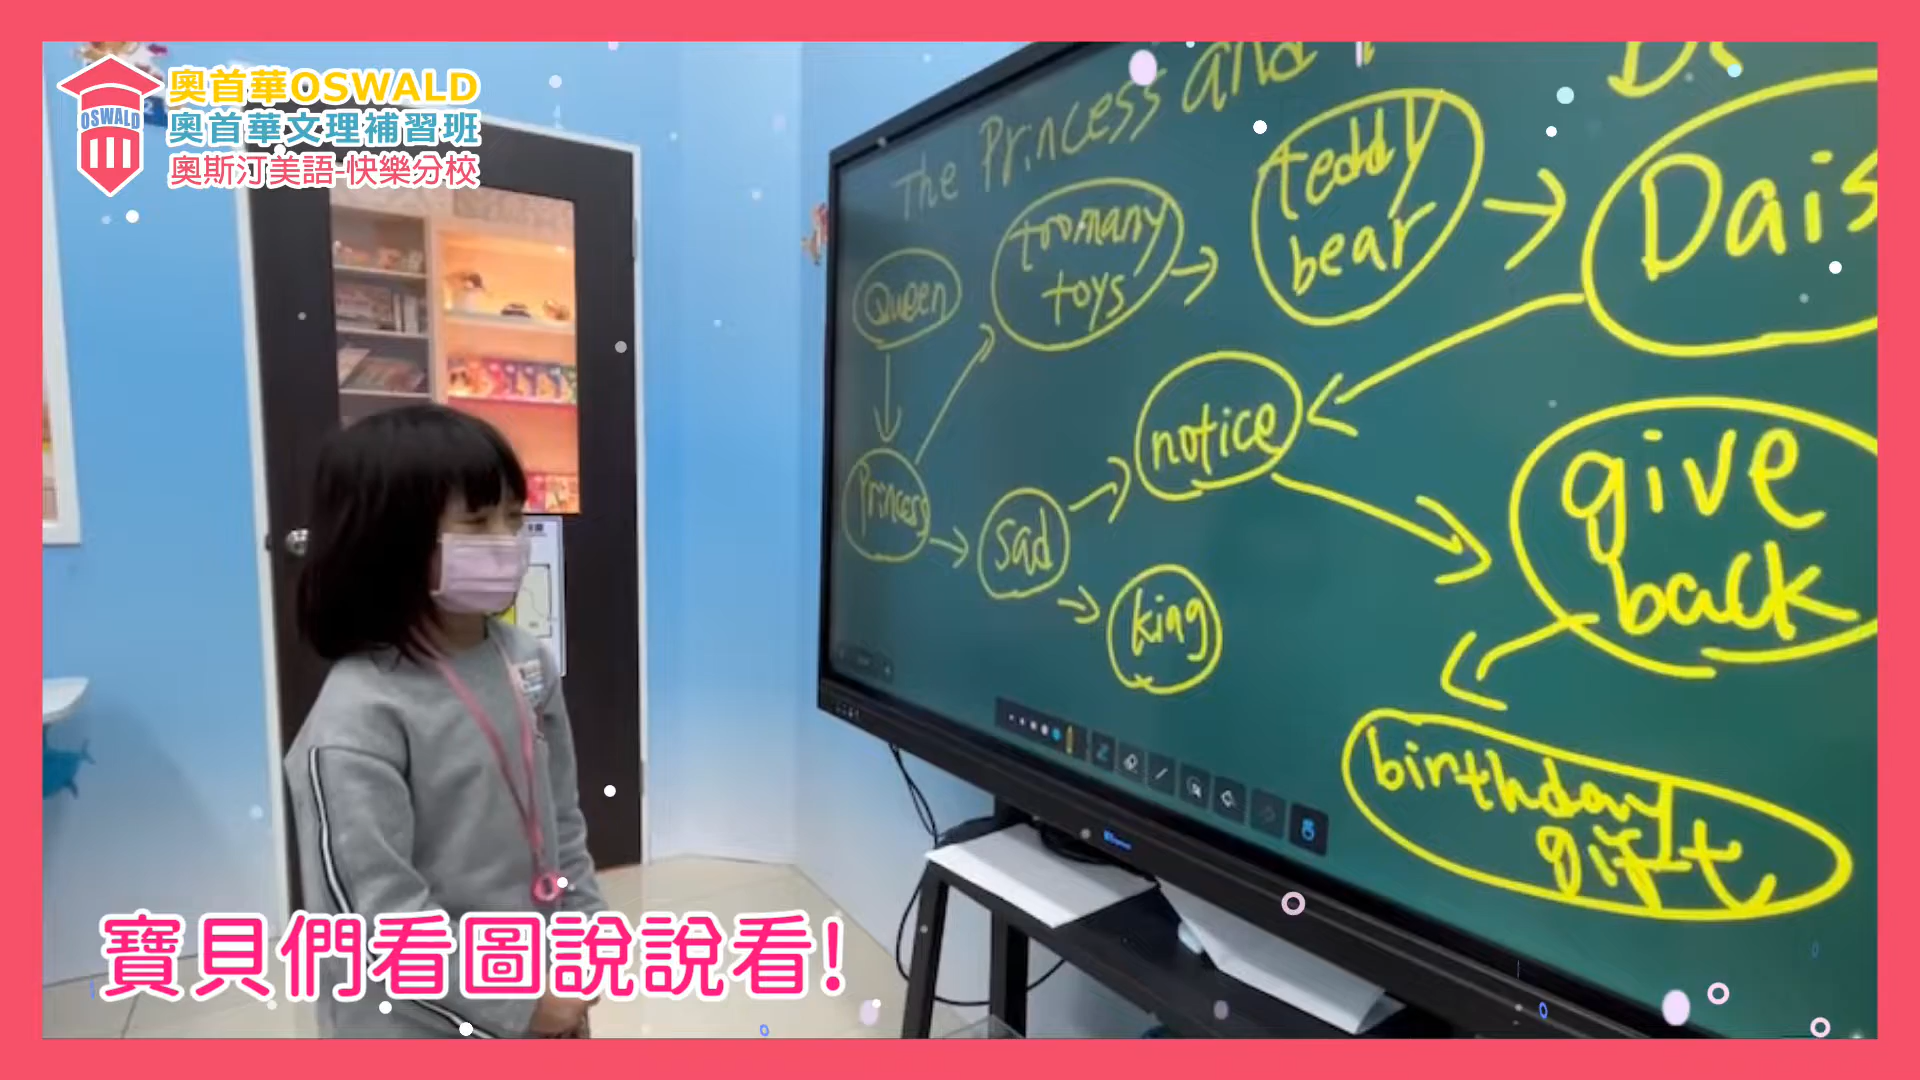 奧首華OSWALD
奧首華文理補習班
奧斯汀美語-快樂分校
OSWALD
The Princess and
Queen
too many
toys
teddy
bear
Dais
Princess
sad
notice
king
give
back
birthday
gift
寶貝們看圖說說看!